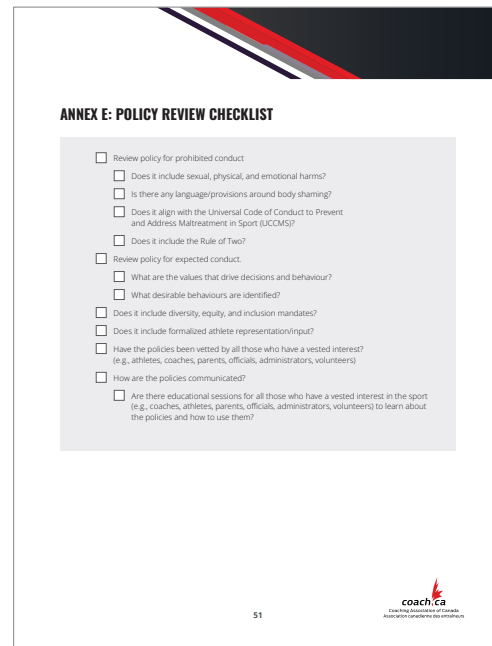 ANNEX E: POLICY REVIEW CHECKLIST
Review policy for prohibited conduct
Does it include sexual, physical, and emotional harms?
Is there any language/provisions around body shaming?
Does it align with the Universal Code of Conduct to Prevent
and Address Maltreatment in Sport (UCCMS)?
Does it include the Rule of Two?
Review policy for expected conduct.
What are the values that drive decisions and behaviour?
What desirable behaviours are identified?
Does it include diversity, equity, and inclusion mandates?
Does it include formalized athlete representation/input?
Have the policies been vetted by all those who have a vested interest?
(e.g., athletes, coaches, parents, officials, administrators, volunteers)
How are the policies communicated?
Are there educational sessions for all those who have a vested interest in the sport
(e.g., coaches, athletes, parents, officials, administrators, volunteers) to learn about
the policies and how to use them?
51
coach.ca
Coaching Association of Canada
Association canadienne des entraîneurs